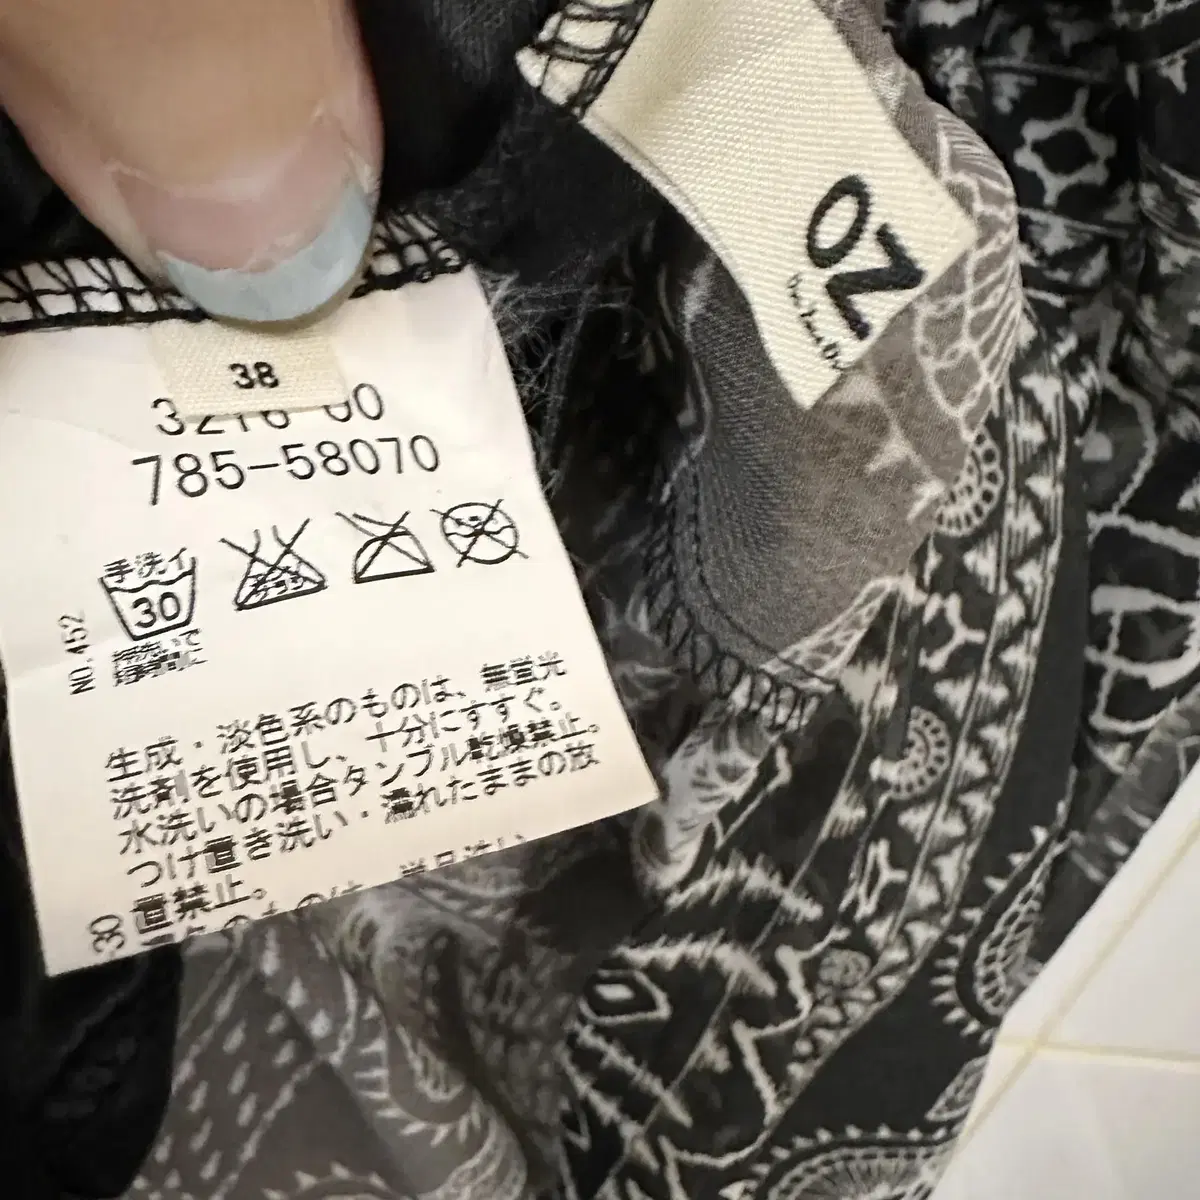 OZ
38
3216-00
785-58070
手洗イ
30
NO.452
生成・淡色系のものは、無蛍光
洗剤を使用し、十分にすすぐ。
水洗いの場合タンブル乾燥禁止。
つけ置き洗い・濡れたままの放
置禁止。
30